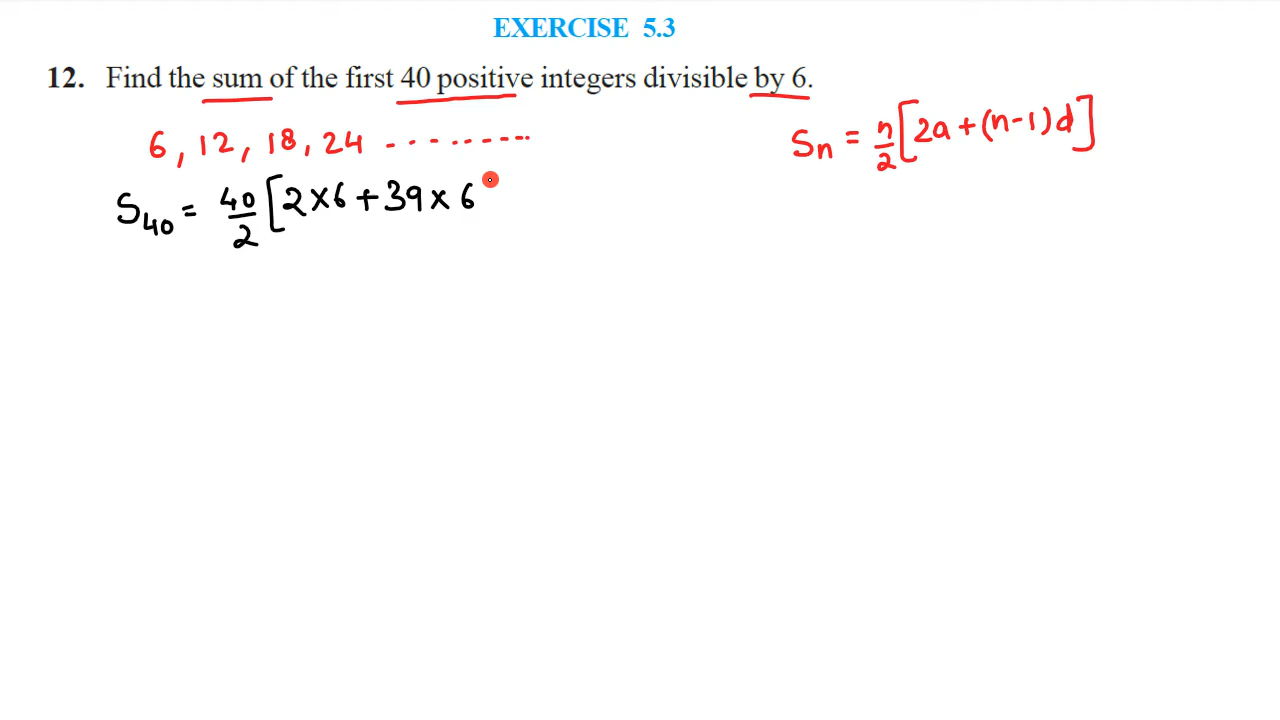 EXERCISE 5.3
12. Find the sum of the first 40 positive integers divisible by 6.
6, 12, 18, 24 ..........
Sn = n/2 [2a + (n-1)d]
S40 = 40/2 [2×6 + 39×6